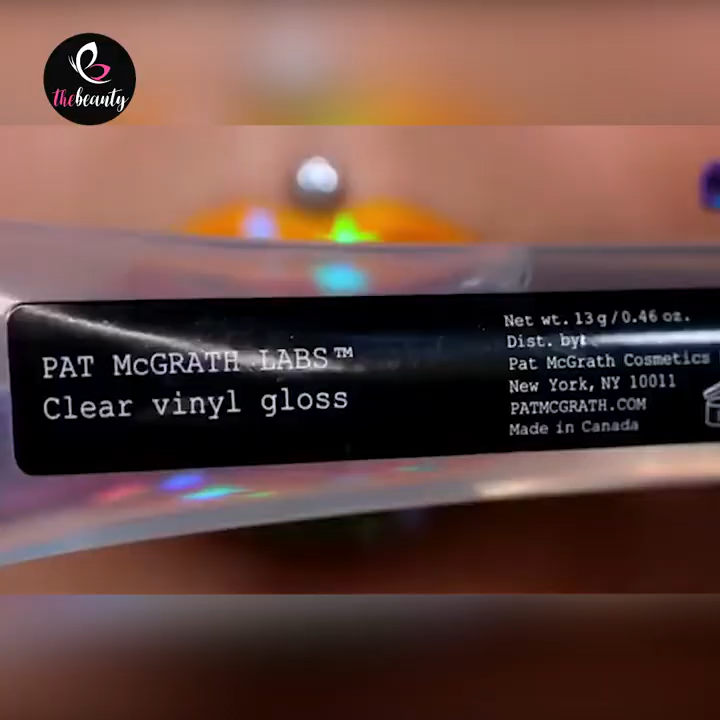 thebeauty
PAT McGRATH LABS™
Clear vinyl gloss
Net wt. 13 g / 0.46 oz.
Dist. by:
Pat McGrath Cosmetics
New York, NY 10011
PATMCGRATH.COM
Made in Canada